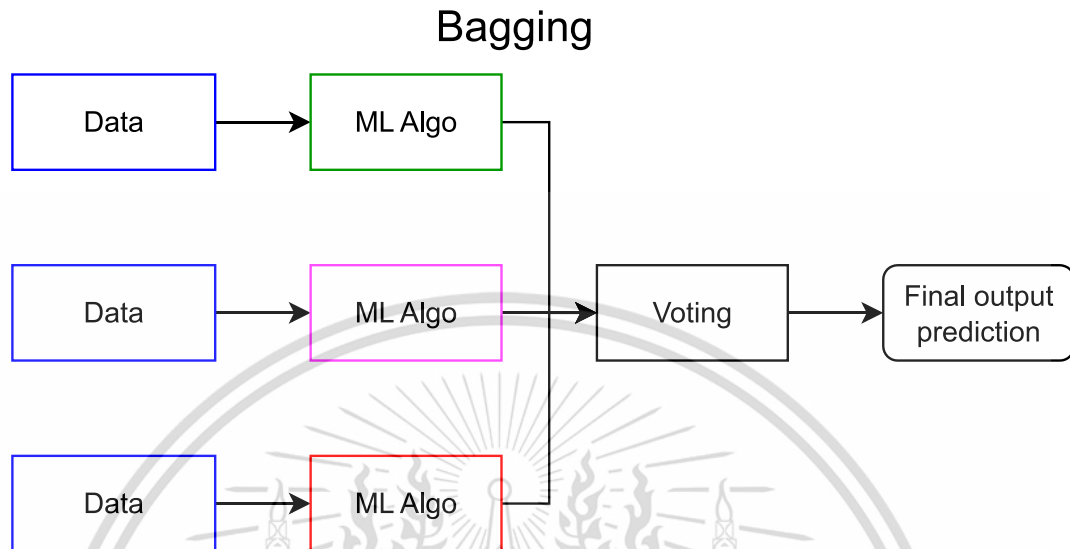 Bagging
Data
ML Algo
Data
ML Algo
Voting
Final output
prediction
Data
ML Algo